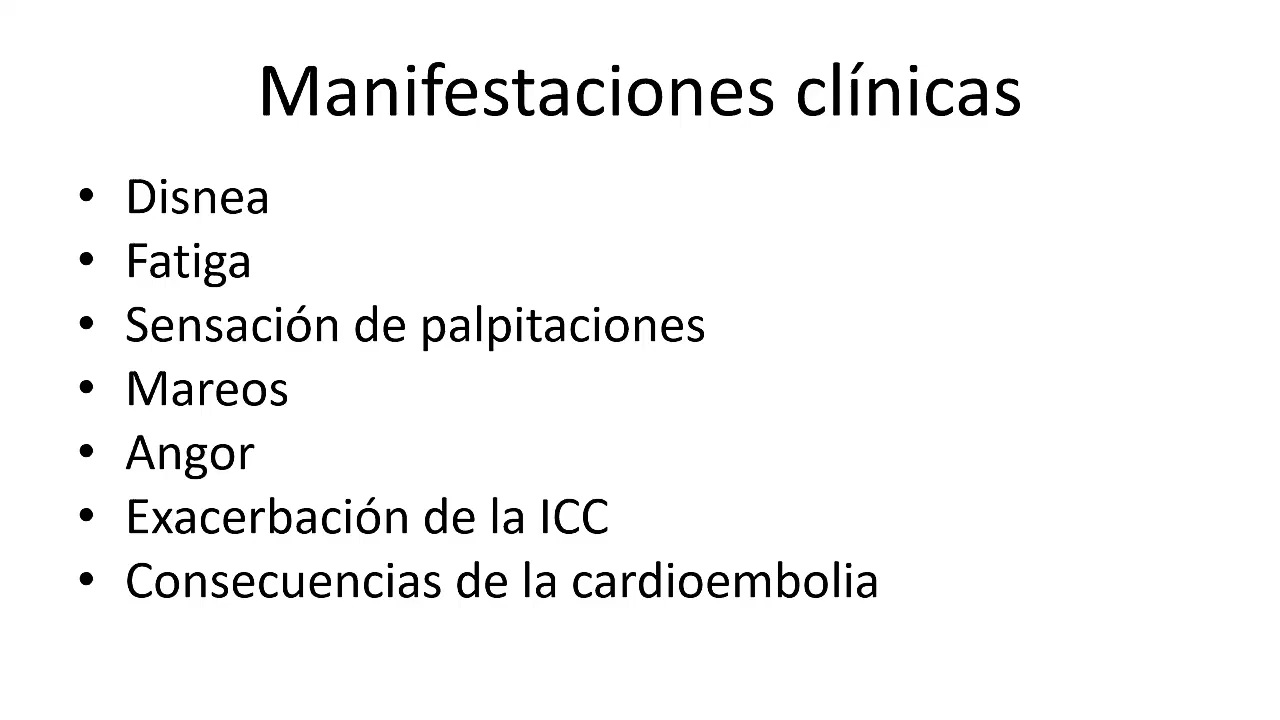 Manifestaciones clínicas
• Disnea
• Fatiga
• Sensación de palpitaciones
• Mareos
• Angor
• Exacerbación de la ICC
• Consecuencias de la cardioembolia